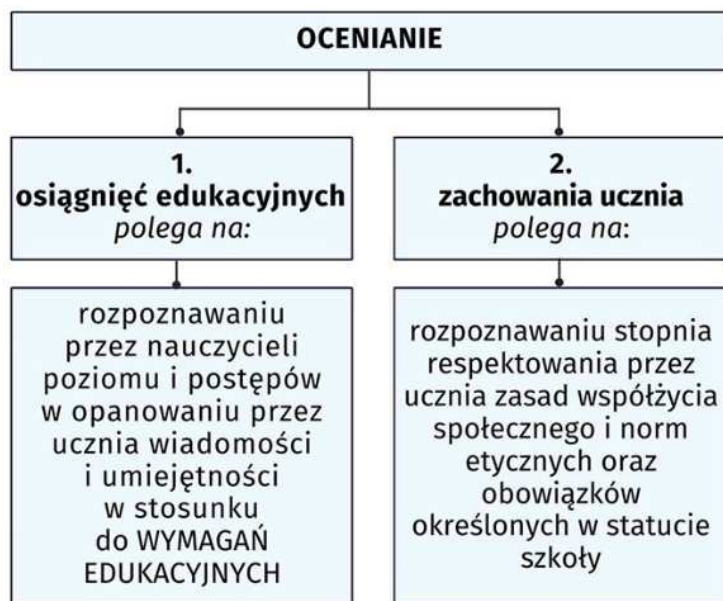 OCENIANIE
1.
osiągnięć edukacyjnych
polega na:
2.
zachowania ucznia
polega na:
rozpoznawaniu
przez nauczycieli
poziomu i postępów
w opanowaniu przez
ucznia wiadomości
i umiejętności
w stosunku
do WYMAGAŃ
EDUKACYJNYCH
rozpoznawaniu stopnia
respektowania przez
ucznia zasad współżycia
społecznego i norm
etycznych oraz
obowiązków
określonych w statucie
szkoły